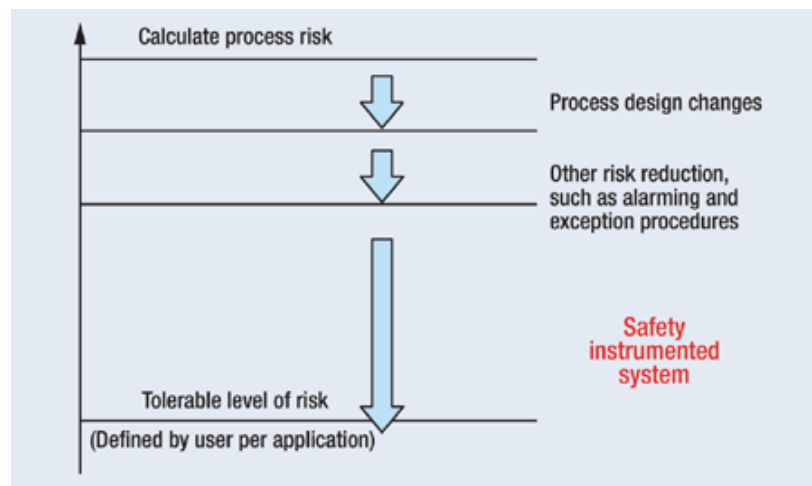 Calculate process risk
Process design changes
Other risk reduction,
such as alarming and
exception procedures
Safety
instrumented
system
Tolerable level of risk
(Defined by user per application)